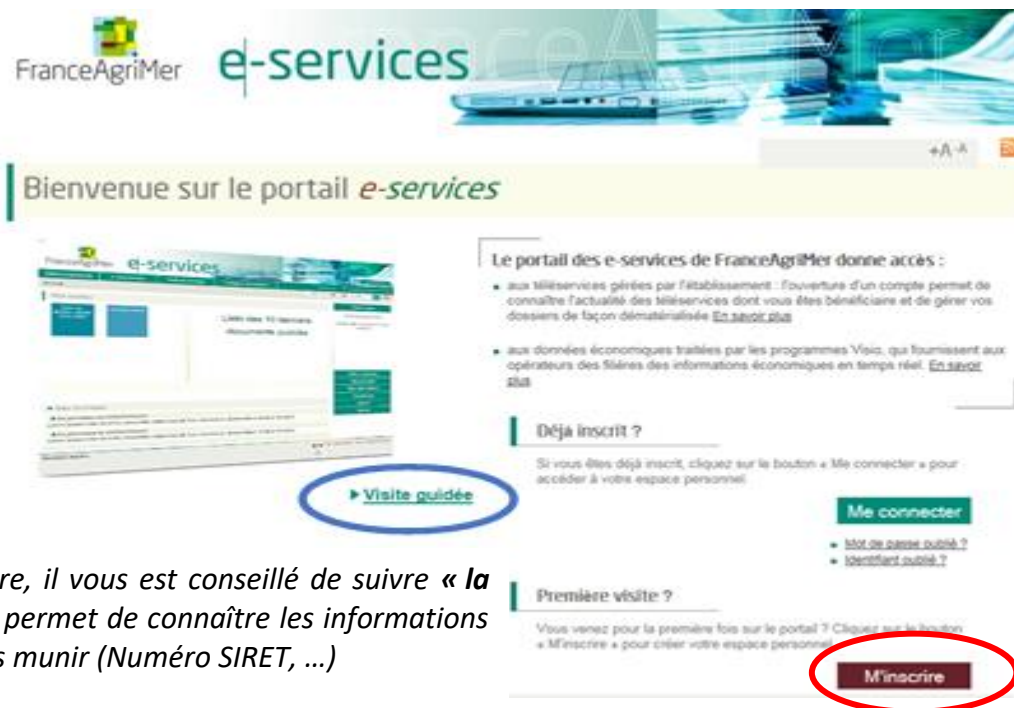 FranceAgriMer
e-services
FranceAgriMer
+A -A
Bienvenue sur le portail e-services
e-services
Liste des 10 derniers
documents publiés
▸ Visite guidée
Le portail des e-services de FranceAgriMer donne accès :
• aux téléservices gérées par l'établissement : l'ouverture d'un compte permet de
connaître l'actualité des téléservices dont vous êtes bénéficiaire et de gérer vos
dossiers de façon dématérialisée En savoir plus
• aux données économiques traitées par les programmes Visio, qui fournissent aux
opérateurs des filières des informations économiques en temps réel. En savoir
plus
Déja inscrit ?
Si vous êtes déjà inscrit, cliquez sur le bouton « Me connecter » pour
accéder à votre espace personnel.
Me connecter
• Mot de passe oublié ?
• Identifiant oublié ?
Première visite ?
Vous venez pour la première fois sur le portail ? Cliquez sur le bouton
« M'inscrire » pour créer votre espace personnel
M'inscrire
re, il vous est conseillé de suivre « la
permet de connaître les informations
s munir (Numéro SIRET, …)